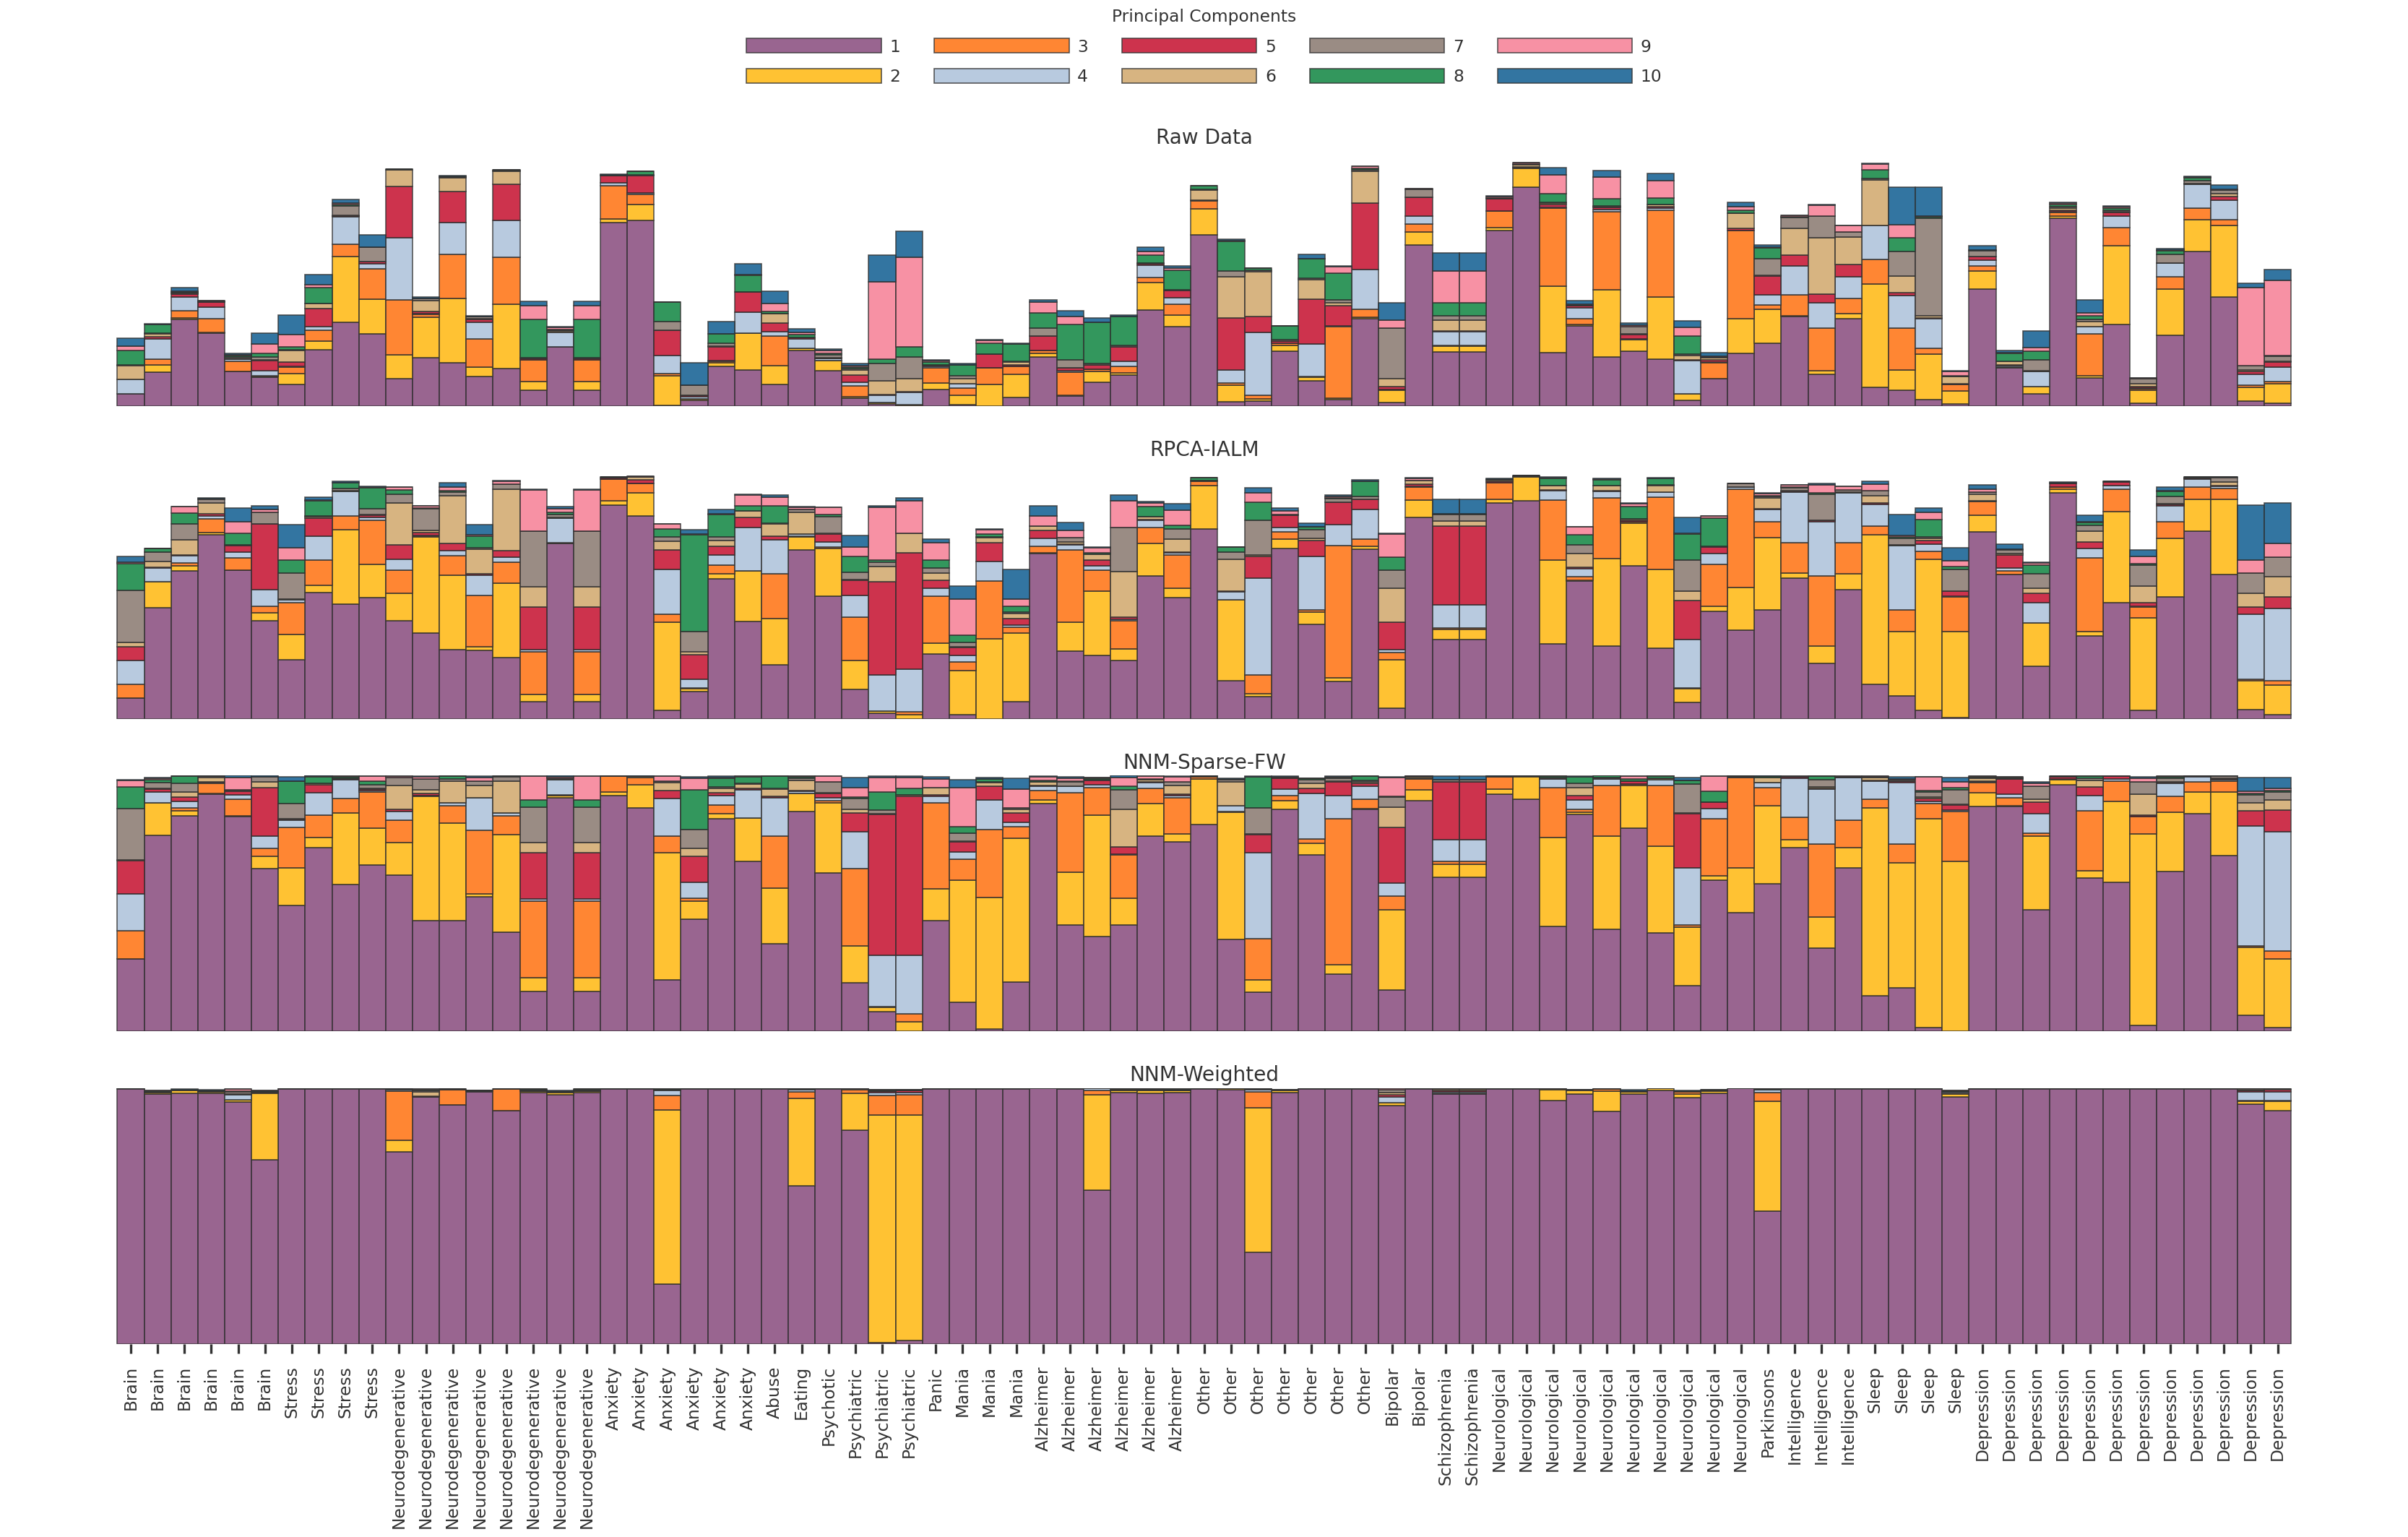 Principal Components
1 3 5 7 9
2 4 6 8 10
Raw Data
RPCA-IALM
NNM-Sparse-FW
NNM-Weighted
Brain
Brain
Brain
Brain
Brain
Brain
Stress
Stress
Stress
Stress
Neurodegenerative
Neurodegenerative
Neurodegenerative
Neurodegenerative
Neurodegenerative
Neurodegenerative
Neurodegenerative
Neurodegenerative
Anxiety
Anxiety
Anxiety
Anxiety
Anxiety
Anxiety
Abuse
Eating
Psychotic
Psychiatric
Psychiatric
Psychiatric
Panic
Mania
Mania
Mania
Alzheimer
Alzheimer
Alzheimer
Alzheimer
Alzheimer
Alzheimer
Other
Other
Other
Other
Other
Other
Other
Bipolar
Bipolar
Schizophrenia
Schizophrenia
Neurological
Neurological
Neurological
Neurological
Neurological
Neurological
Neurological
Neurological
Neurological
Neurological
Parkinsons
Intelligence
Intelligence
Intelligence
Sleep
Sleep
Sleep
Sleep
Depression
Depression
Depression
Depression
Depression
Depression
Depression
Depression
Depression
Depression
Depression
Depression